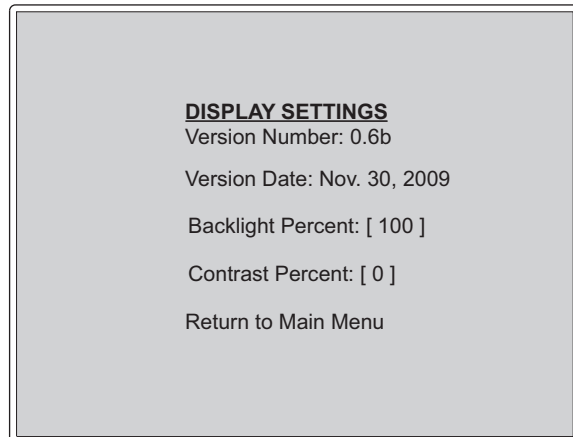 DISPLAY SETTINGS
Version Number: 0.6b
Version Date: Nov. 30, 2009
Backlight Percent: [ 100 ]
Contrast Percent: [ 0 ]
Return to Main Menu